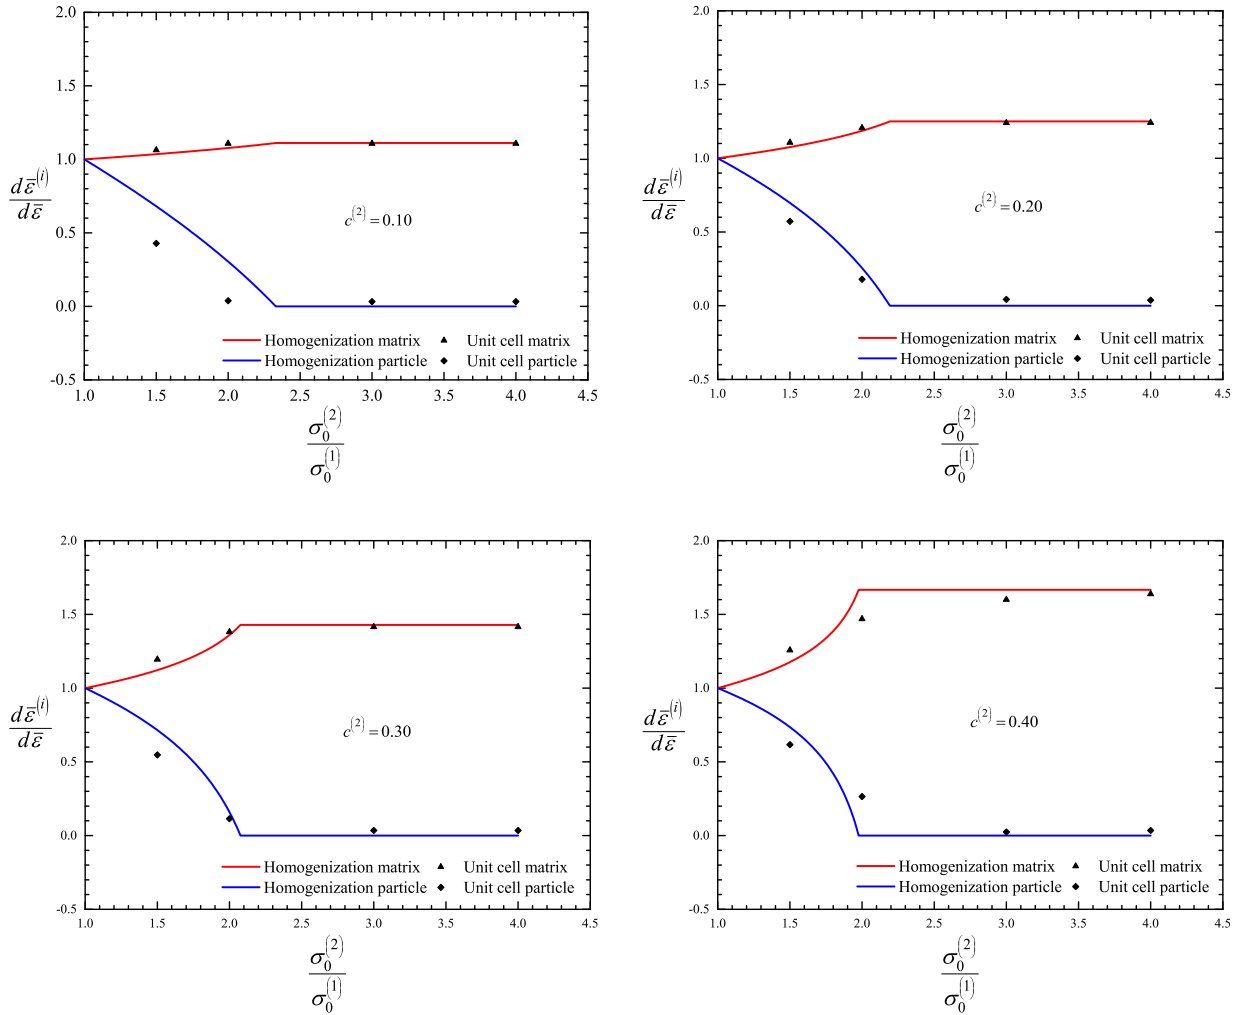 2.0
1.5
1.0
0.5
0.0
-0.5
dε̄⁽ⁱ⁾
dε̄
c⁽²⁾=0.10
Homogenization matrix ▲ Unit cell matrix
Homogenization particle ◆ Unit cell particle
1.0 1.5 2.0 2.5 3.0 3.5 4.0 4.5
σ₀⁽²⁾
σ₀⁽¹⁾
2.0
1.5
1.0
0.5
0.0
-0.5
dε̄⁽ⁱ⁾
dε̄
c⁽²⁾=0.20
Homogenization matrix ▲ Unit cell matrix
Homogenization particle ◆ Unit cell particle
1.0 1.5 2.0 2.5 3.0 3.5 4.0 4.5
σ₀⁽²⁾
σ₀⁽¹⁾
2.0
1.5
1.0
0.5
0.0
-0.5
dε̄⁽ⁱ⁾
dε̄
c⁽²⁾=0.30
Homogenization matrix ▲ Unit cell matrix
Homogenization particle ◆ Unit cell particle
1.0 1.5 2.0 2.5 3.0 3.5 4.0 4.5
σ₀⁽²⁾
σ₀⁽¹⁾
2.0
1.5
1.0
0.5
0.0
-0.5
dε̄⁽ⁱ⁾
dε̄
c⁽²⁾=0.40
Homogenization matrix ▲ Unit cell matrix
Homogenization particle ◆ Unit cell particle
1.0 1.5 2.0 2.5 3.0 3.5 4.0 4.5
σ₀⁽²⁾
σ₀⁽¹⁾